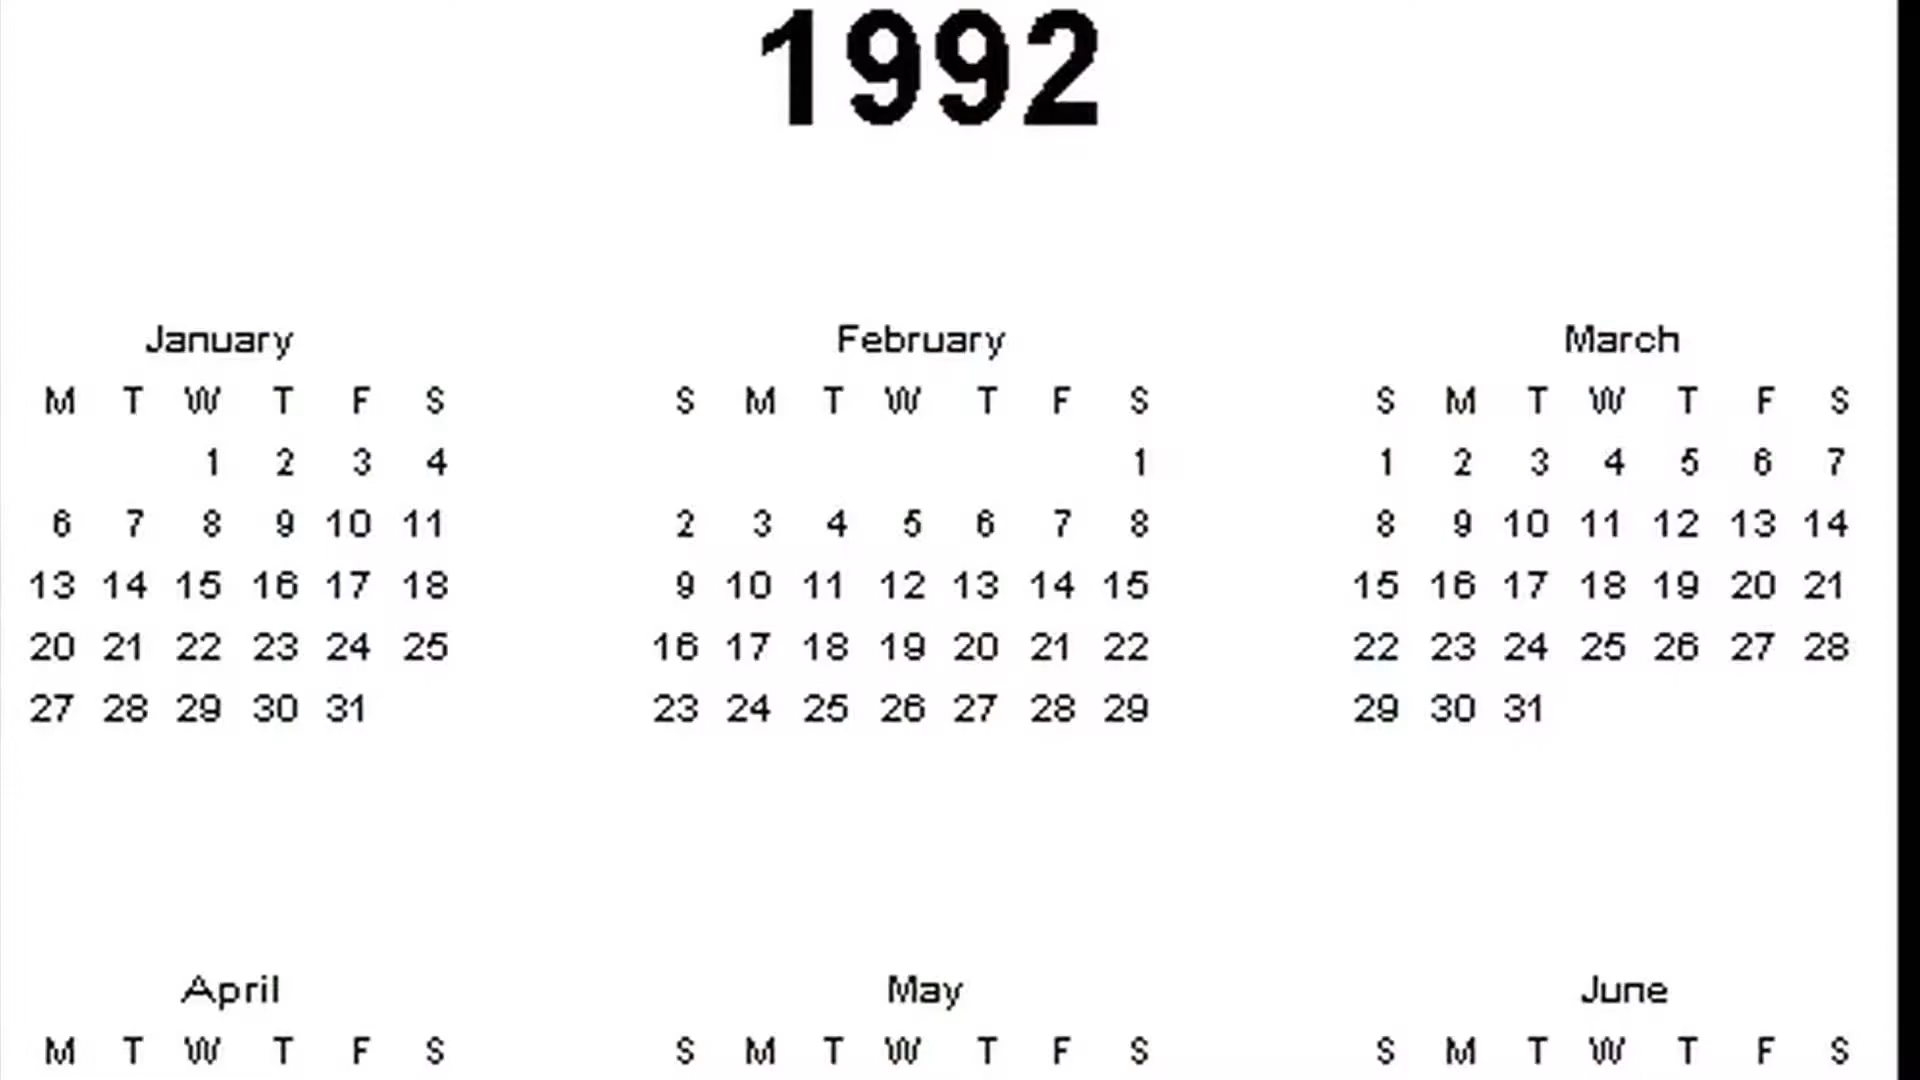 1992
January February March
M T W T F S S M T W T F S S M T W T F S
1 2 3 4 1 1 2 3 4 5 6 7
6 7 8 9 10 11 2 3 4 5 6 7 8 8 9 10 11 12 13 14
13 14 15 16 17 18 9 10 11 12 13 14 15 15 16 17 18 19 20 21
20 21 22 23 24 25 16 17 18 19 20 21 22 22 23 24 25 26 27 28
27 28 29 30 31 23 24 25 26 27 28 29 29 30 31
April May June
M T W T F S S M T W T F S S M T W T F S